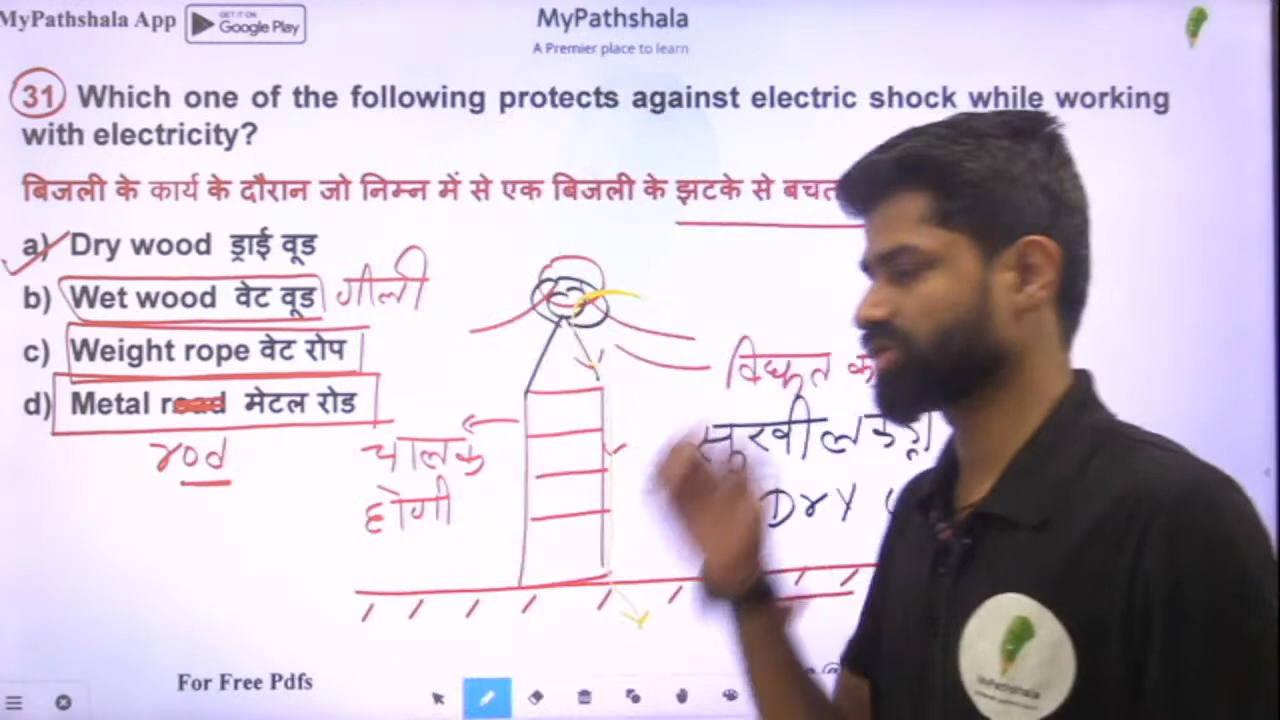 MyPathshala App
GET IT ON
Google Play
MyPathshala
A Premier place to learn
31) Which one of the following protects against electric shock while working
with electricity?
बिजली के कार्य के दौरान जो निम्न में से एक बिजली के झटके से बचत
a) Dry wood ड्राई वूड
b) Wet wood वेट वूड गीली
c) Weight rope वेट रोप
d) Metal road मेटल रोड
rod
चालक
होगी
विद्युत
सूखी लकड़ी
Dry
For Free Pdfs
MyPathshala